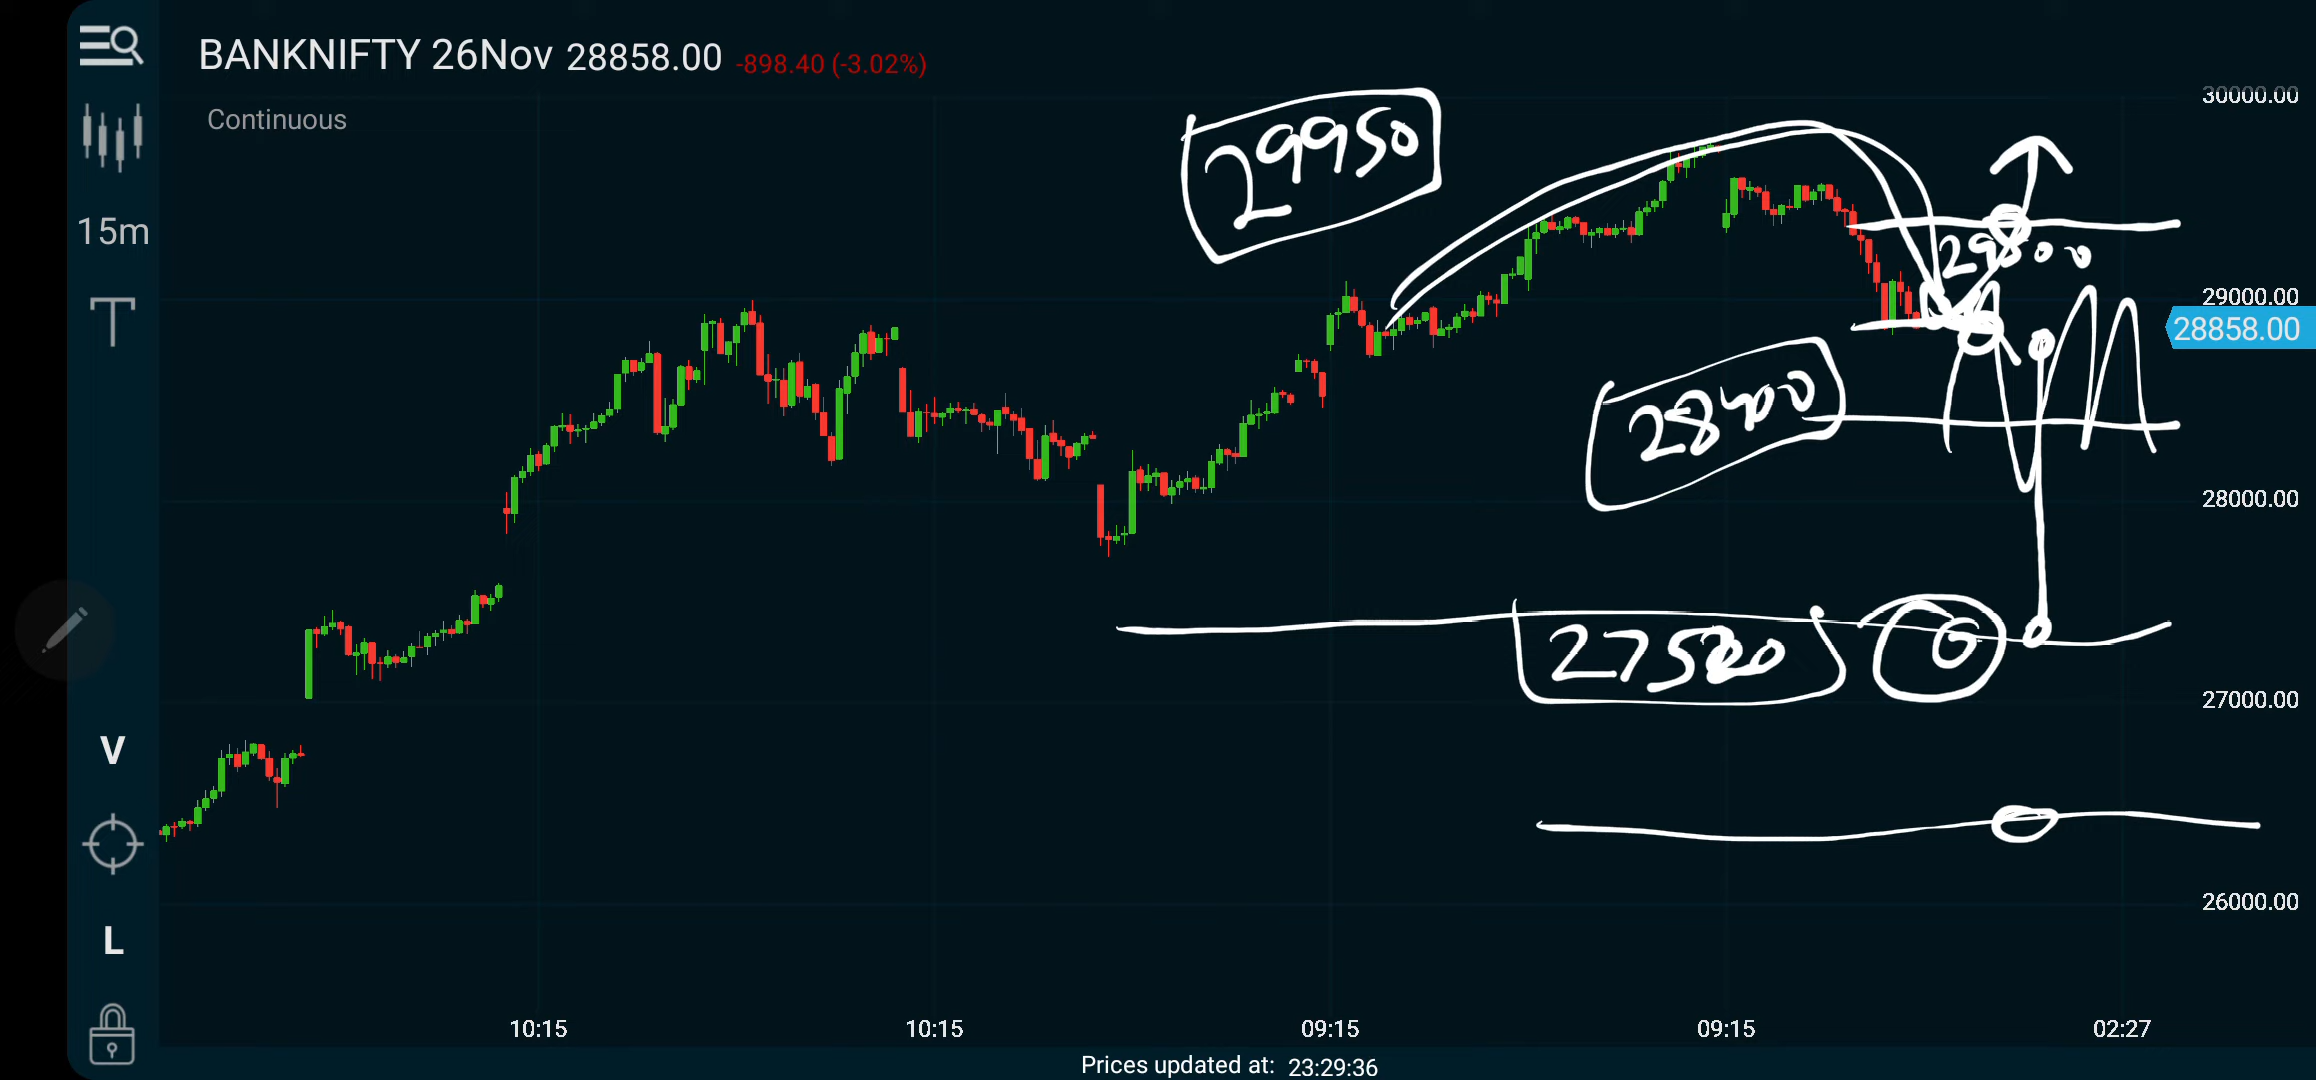 BANKNIFTY 26Nov 28858.00 -898.40 (-3.02%)
Continuous
15m
T
V
L
29950
29800
28400
27500
30000.00
29000.00
28858.00
28000.00
27000.00
26000.00
10:15 10:15 09:15 09:15 02:27
Prices updated at: 23:29:36